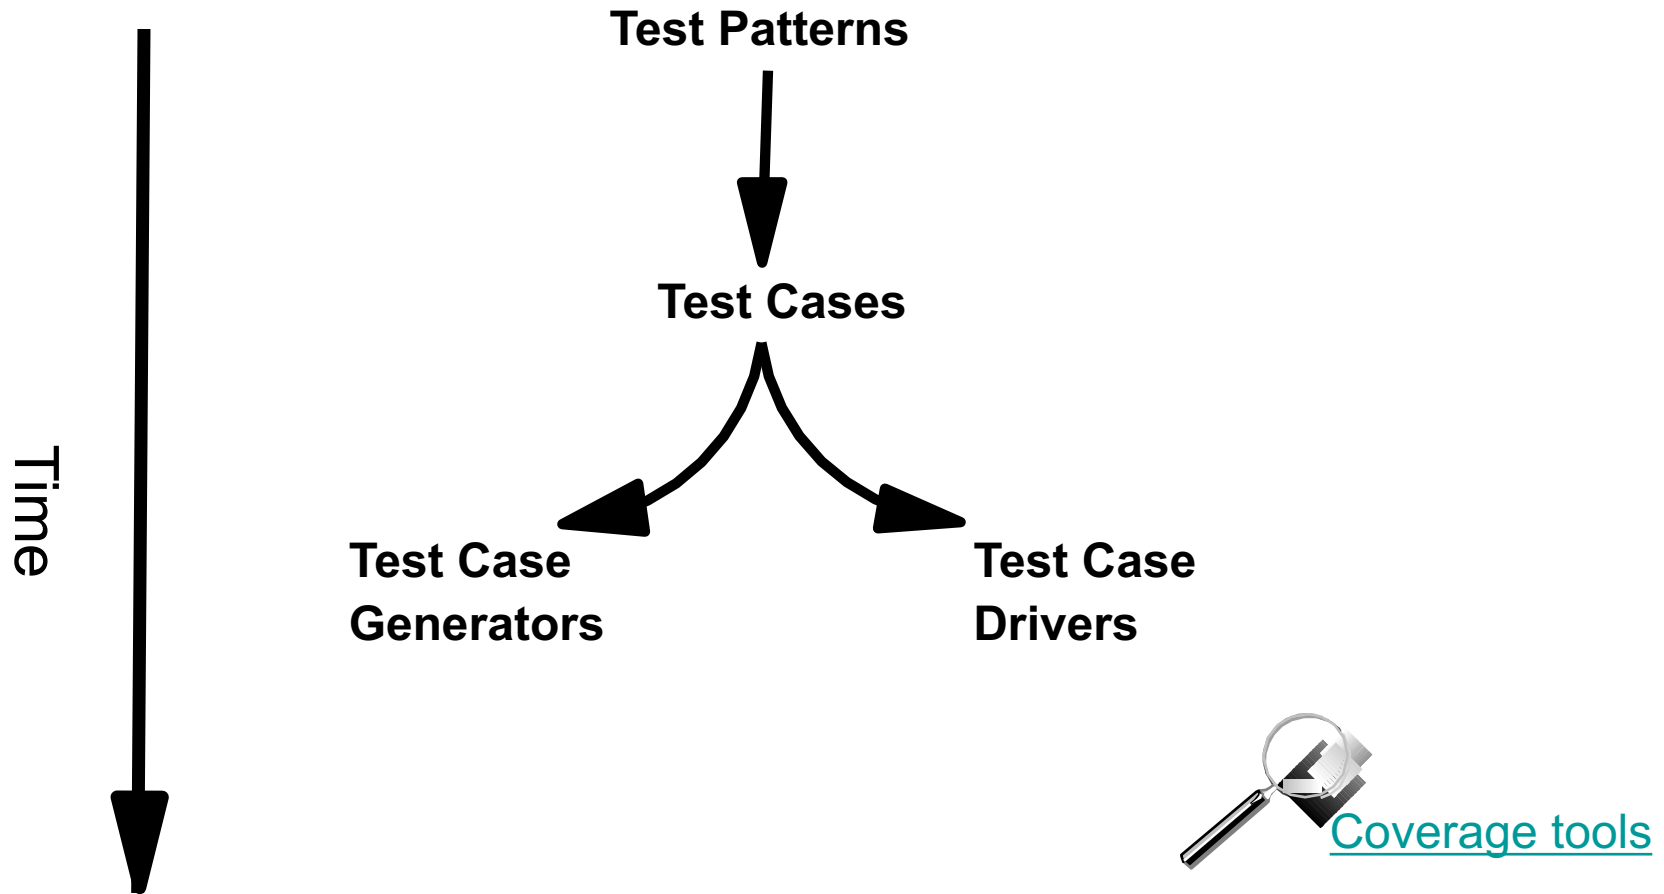 Test Patterns
Test Cases
Time
Test Case
Generators
Test Case
Drivers
Coverage tools